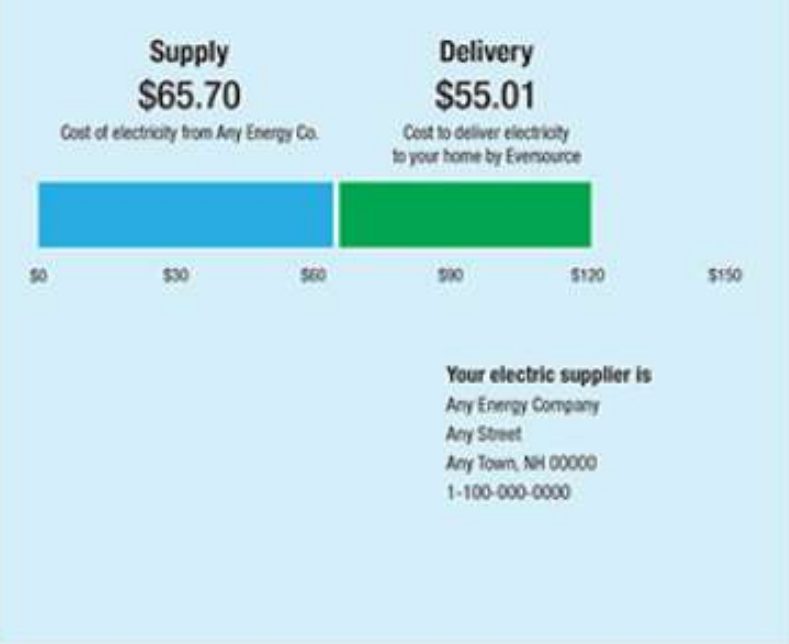 Supply
$65.70
Cost of electricity from Any Energy Co.
Delivery
$55.01
Cost to deliver electricity
to your home by Eversource
$0 $30 $60 $90 $120 $150
Your electric supplier is
Any Energy Company
Any Street
Any Town, NH 00000
1-100-000-0000